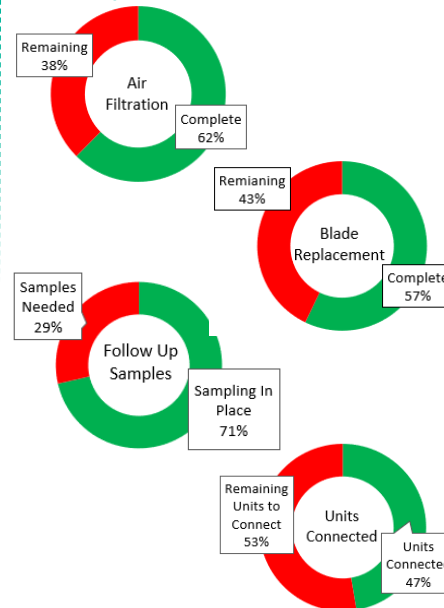 Remaining
38%
Air
Filtration
Complete
62%
Remianing
43%
Blade
Replacement
Complete
57%
Samples
Needed
29%
Follow Up
Samples
Sampling In
Place
71%
Remaining
Units to
Connect
53%
Units
Connected
Units
Connected
47%